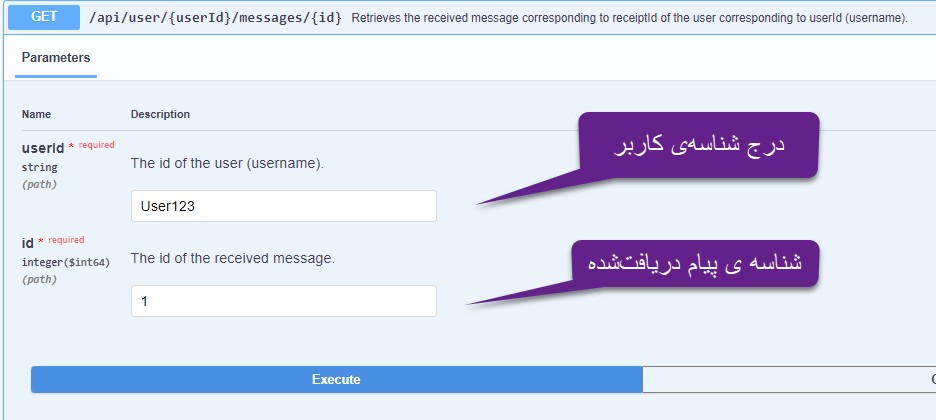 GET /api/user/{userId}/messages/{id} Retrieves the received message corresponding to receiptId of the user corresponding to userId (username).
Parameters
Name Description
userId * required
string
(path)
The id of the user (username).
User123
درج شناسه‌ی کاربر
id * required
integer($int64)
(path)
The id of the received message.
1
شناسه ی پیام دریافت‌شده
Execute